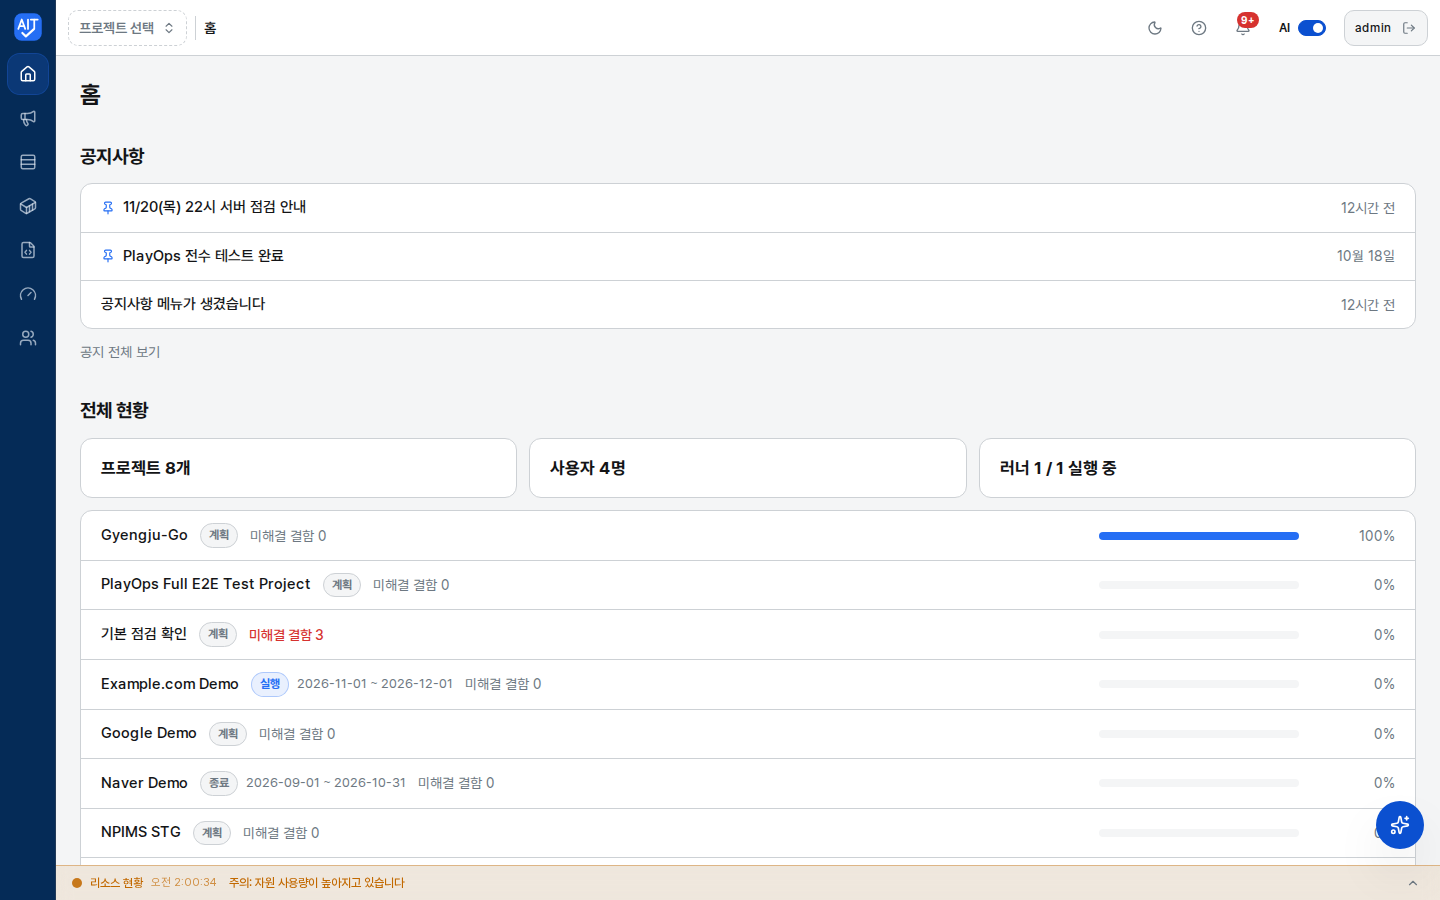 AIT
프로젝트 선택
홈
9+
AI
admin
홈
공지사항
11/20(목) 22시 서버 점검 안내
12시간 전
PlayOps 전수 테스트 완료
10월 18일
공지사항 메뉴가 생겼습니다
12시간 전
공지 전체 보기
전체 현황
프로젝트 8개
사용자 4명
러너 1 / 1 실행 중
Gyengju-Go 계획 미해결 결함 0 100%
PlayOps Full E2E Test Project 계획 미해결 결함 0 0%
기본 점검 확인 계획 미해결 결함 3 0%
Example.com Demo 실행 2026-11-01 ~ 2026-12-01 미해결 결함 0 0%
Google Demo 계획 미해결 결함 0 0%
Naver Demo 종료 2026-09-01 ~ 2026-10-31 미해결 결함 0 0%
NPIMS STG 계획 미해결 결함 0
리소스 현황 오전 2:00:34 주의: 자원 사용량이 높아지고 있습니다